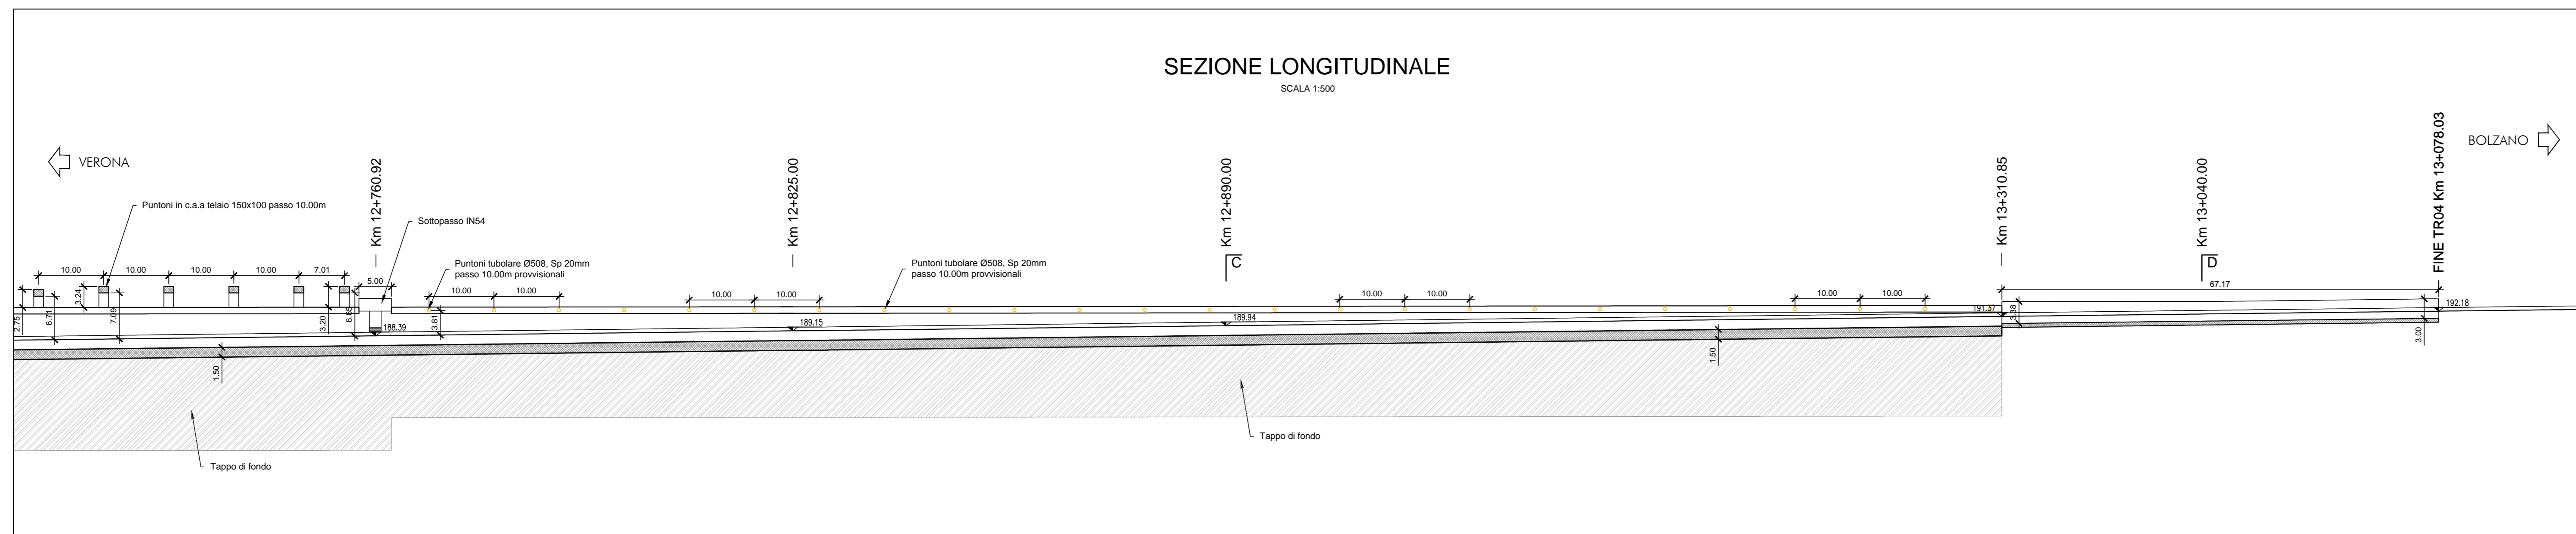 SEZIONE LONGITUDINALE
SCALA 1:500
VERONA
BOLZANO
Km 12+760.92
Km 12+825.00
Km 12+890.00
Km 13+310.85
Km 13+040.00
FINE TR04 Km 13+078.03
Puntoni in c.a.a telaio 150x100 passo 10.00m
Sottopasso IN54
Puntoni tubolare Ø508, Sp 20mm
passo 10.00m provvisionali
Puntoni tubolare Ø508, Sp 20mm
passo 10.00m provvisionali
C
D
10.00
10.00
10.00
10.00
7.01
5.00
10.00
10.00
10.00
10.00
10.00
10.00
10.00
10.00
67.17
2.75
6.71
3.24
7.09
3.20
6.65
3.81
188.39
189.15
189.94
191.37
3.38
192.18
3.00
1.50
1.50
Tappo di fondo
Tappo di fondo